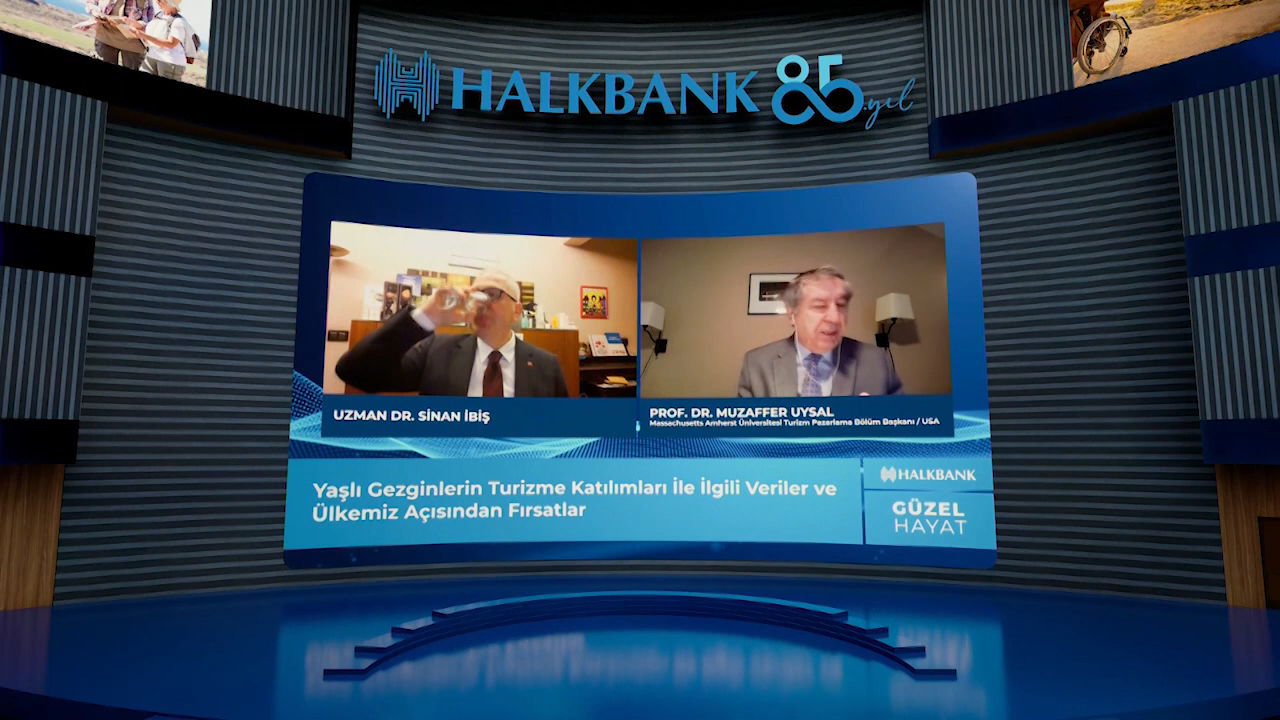 HALKBANK 85.yıl
UZMAN DR. SİNAN İBİŞ
PROF. DR. MUZAFFER UYSAL
Massachusetts Amherst Üniversitesi Turizm Pazarlama Bölüm Başkanı / USA
Yaşlı Gezginlerin Turizme Katılımları İle İlgili Veriler ve
Ülkemiz Açısından Fırsatlar
HALKBANK
GÜZEL
HAYAT